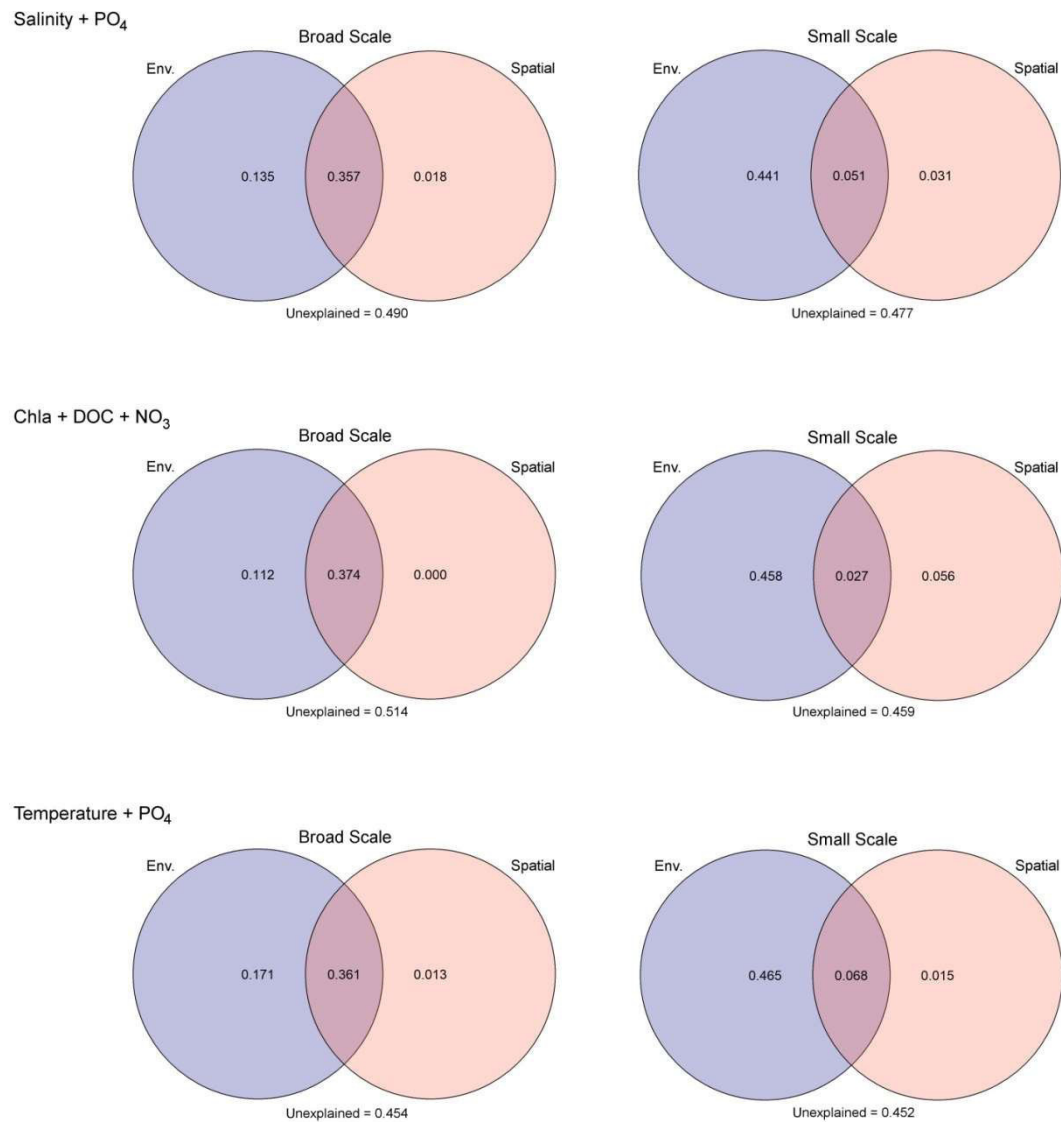 Salinity + PO₄
Broad Scale
Small Scale
Env.
Spatial
Env.
Spatial
0.135
0.357
0.018
0.441
0.051
0.031
Unexplained = 0.490
Unexplained = 0.477
Chla + DOC + NO₃
Broad Scale
Small Scale
Env.
Spatial
Env.
Spatial
0.112
0.374
0.000
0.458
0.027
0.056
Unexplained = 0.514
Unexplained = 0.459
Temperature + PO₄
Broad Scale
Small Scale
Env.
Spatial
Env.
Spatial
0.171
0.361
0.013
0.465
0.068
0.015
Unexplained = 0.454
Unexplained = 0.452